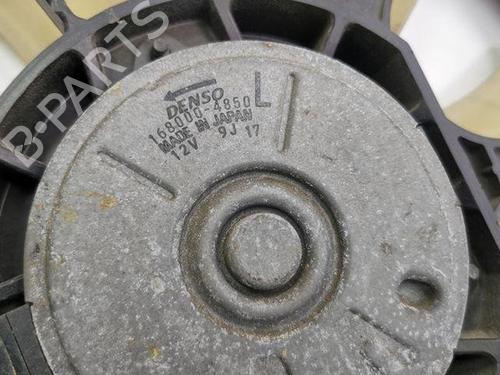 DENSO
168000-4850 L
MADE IN JAPAN
12V 9J 17
B-PARTS